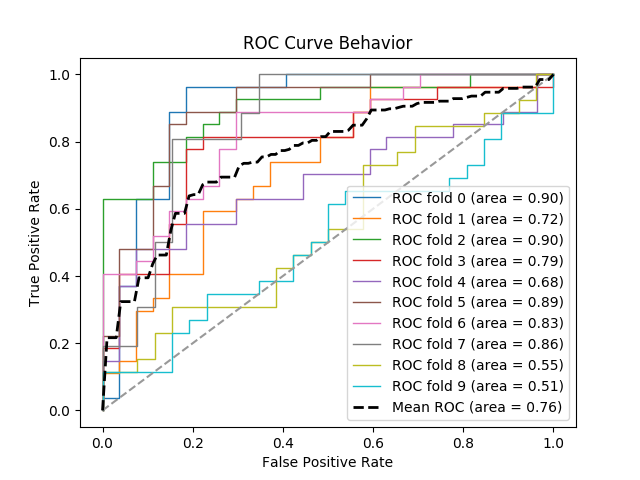 ROC Curve Behavior
True Positive Rate
1.0
0.8
0.6
0.4
0.2
0.0
ROC fold 0 (area = 0.90)
ROC fold 1 (area = 0.72)
ROC fold 2 (area = 0.90)
ROC fold 3 (area = 0.79)
ROC fold 4 (area = 0.68)
ROC fold 5 (area = 0.89)
ROC fold 6 (area = 0.83)
ROC fold 7 (area = 0.86)
ROC fold 8 (area = 0.55)
ROC fold 9 (area = 0.51)
Mean ROC (area = 0.76)
0.0 0.2 0.4 0.6 0.8 1.0
False Positive Rate